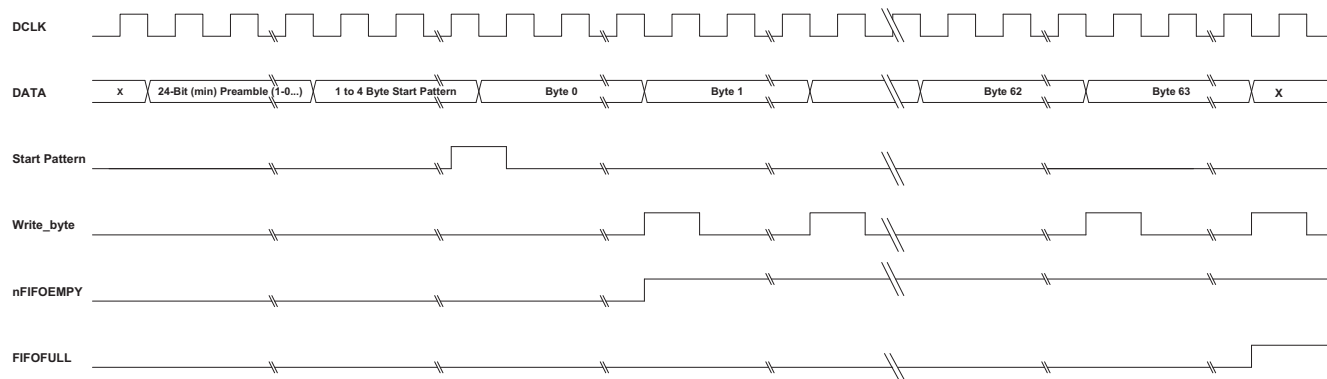 DCLK
DATA
X 24-Bit (min) Preamble (1-0...) 1 to 4 Byte Start Pattern Byte 0 Byte 1 Byte 62 Byte 63 X
Start Pattern
Write_byte
nFIFOEMPY
FIFOFULL